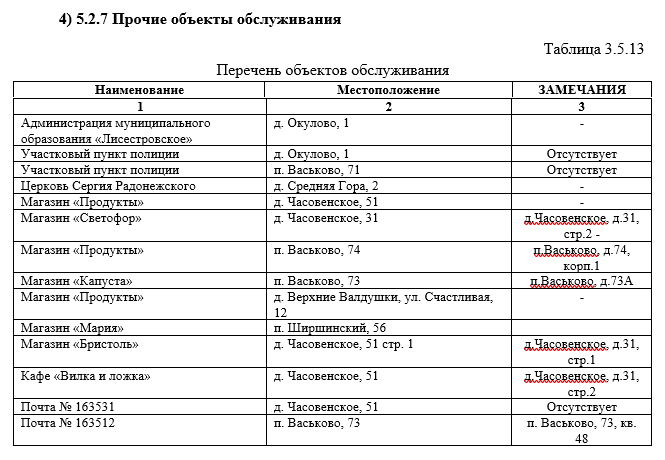 4) 5.2.7 Прочие объекты обслуживания
Таблица 3.5.13
Перечень объектов обслуживания
Наименование Местоположение ЗАМЕЧАНИЯ
1 2 3
Администрация муниципального образования «Лисестровское» д. Окулово, 1 -
Участковый пункт полиции д. Окулово, 1 Отсутствует
Участковый пункт полиции п. Васьково, 71 Отсутствует
Церковь Сергия Радонежского д. Средняя Гора, 2 -
Магазин «Продукты» д. Часовенское, 51 -
Магазин «Светофор» д. Часовенское, 31 д.Часовенское, д.31, стр.2 -
Магазин «Продукты» п. Васьково, 74 п.Васьково, д.74, корп.1
Магазин «Капуста» п. Васьково, 73 п.Васьково, д.73А
Магазин «Продукты» д. Верхние Валдушки, ул. Счастливая, 12 -
Магазин «Мария» п. Ширшинский, 56
Магазин «Бристоль» д. Часовенское, 51 стр. 1 д.Часовенское, д.31, стр.1
Кафе «Вилка и ложка» д. Часовенское, 51 д.Часовенское, д.31, стр.2
Почта № 163531 д. Часовенское, 51 Отсутствует
Почта № 163512 п. Васьково, 73 п. Васьково, 73, кв. 48